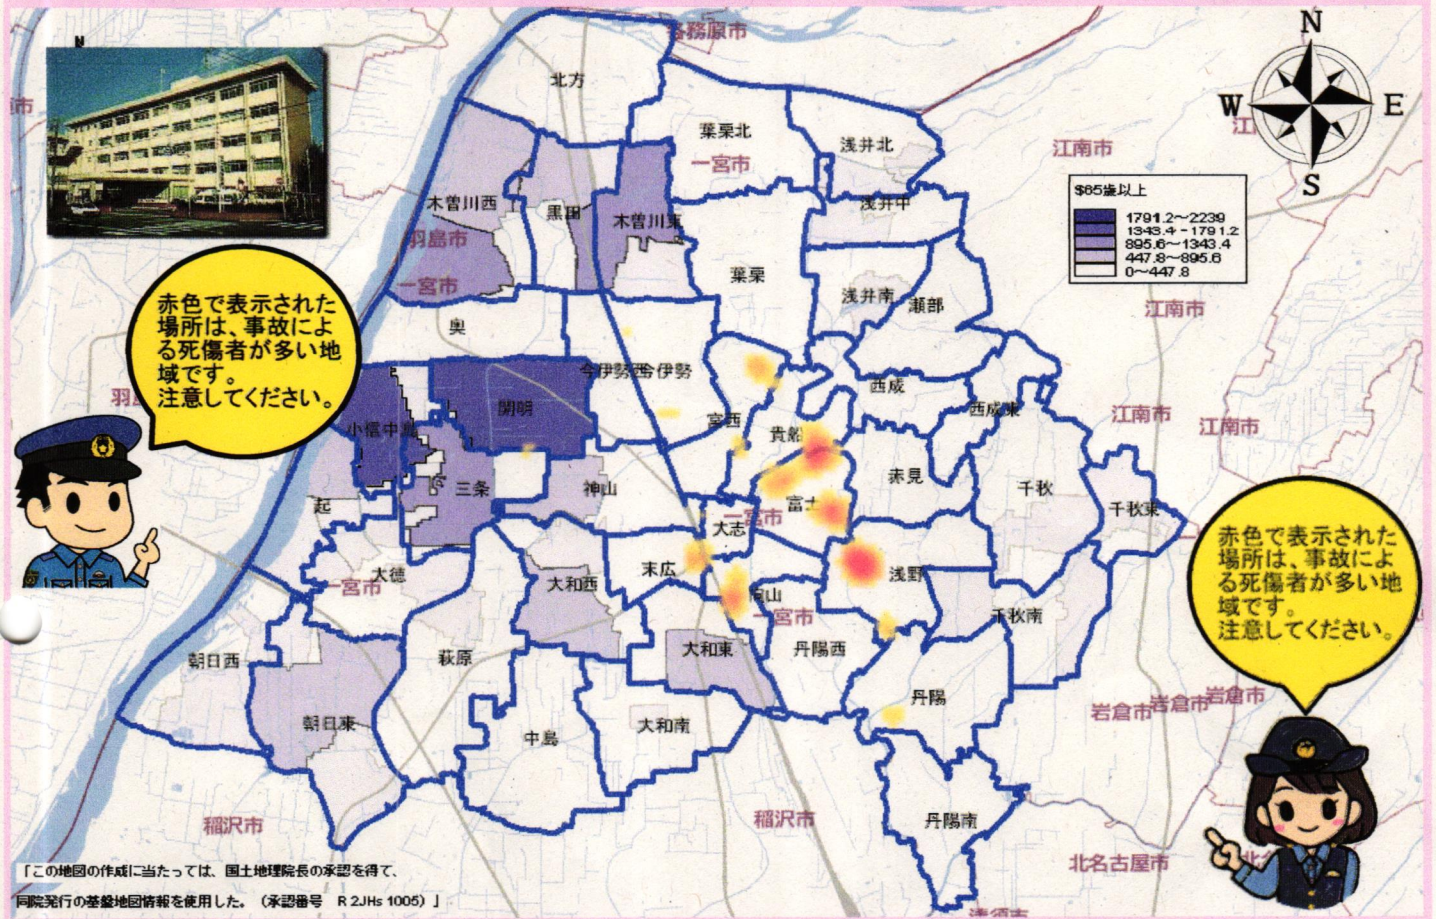 N
各務原市
N
W
E
S
北方
葉栗北
一宮市
浅井北
江南市
$65歳以上
1791.2～2239
1343.4-1791.2
895.6～1343.4
447.8～895.6
0～447.8
木曽川西
黒田
木曽川東
浅井中
羽島市
一宮市
葉栗
浅井南
瀬部
江南市
奥
今伊勢西
今伊勢
赤色で表示された
場所は、事故によ
る死傷者が多い地
域です。
注意してください。
開明
小信中島
宮西
貴船
西成
西成東
江南市
江南市
起
三条
神山
大志
一宮市
富士
赤見
千秋
千秋東
一宮市
大徳
大和西
末広
向山
一宮市
浅野
千秋南
赤色で表示された
場所は、事故によ
る死傷者が多い地
域です。
注意してください。
朝日西
萩原
大和東
丹陽西
丹陽
朝日東
中島
大和南
岩倉市
岩倉市
岩倉市
稲沢市
稲沢市
丹陽南
北名古屋市
「この地図の作成に当たっては、国土地理院長の承認を得て、
同院発行の基盤地図情報を使用した。（承認番号　R 2JHs 1005）」